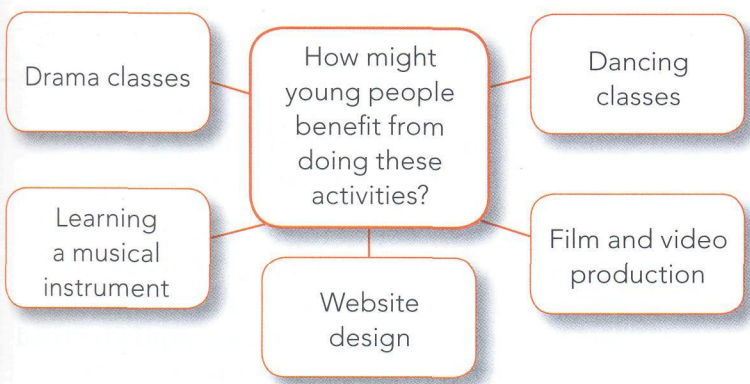 How might
young people
benefit from
doing these
activities?
Drama classes
Dancing
classes
Learning
a musical
instrument
Film and video
production
Website
design